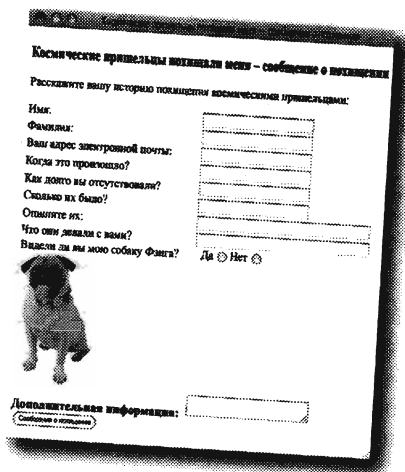 Космические пришельцы похищали меня – сообщение о похищении
Расскажите вашу историю похищения космическими пришельцами:
Имя:
Фамилия:
Ваш адрес электронной почты:
Когда это произошло?
Как долго вы отсутствовали?
Сколько их было?
Опишите их:
Что они делали с вами?
Видели ли вы мою собаку Фэнга?
Да Нет
Дополнительная информация:
Сообщение о похищении